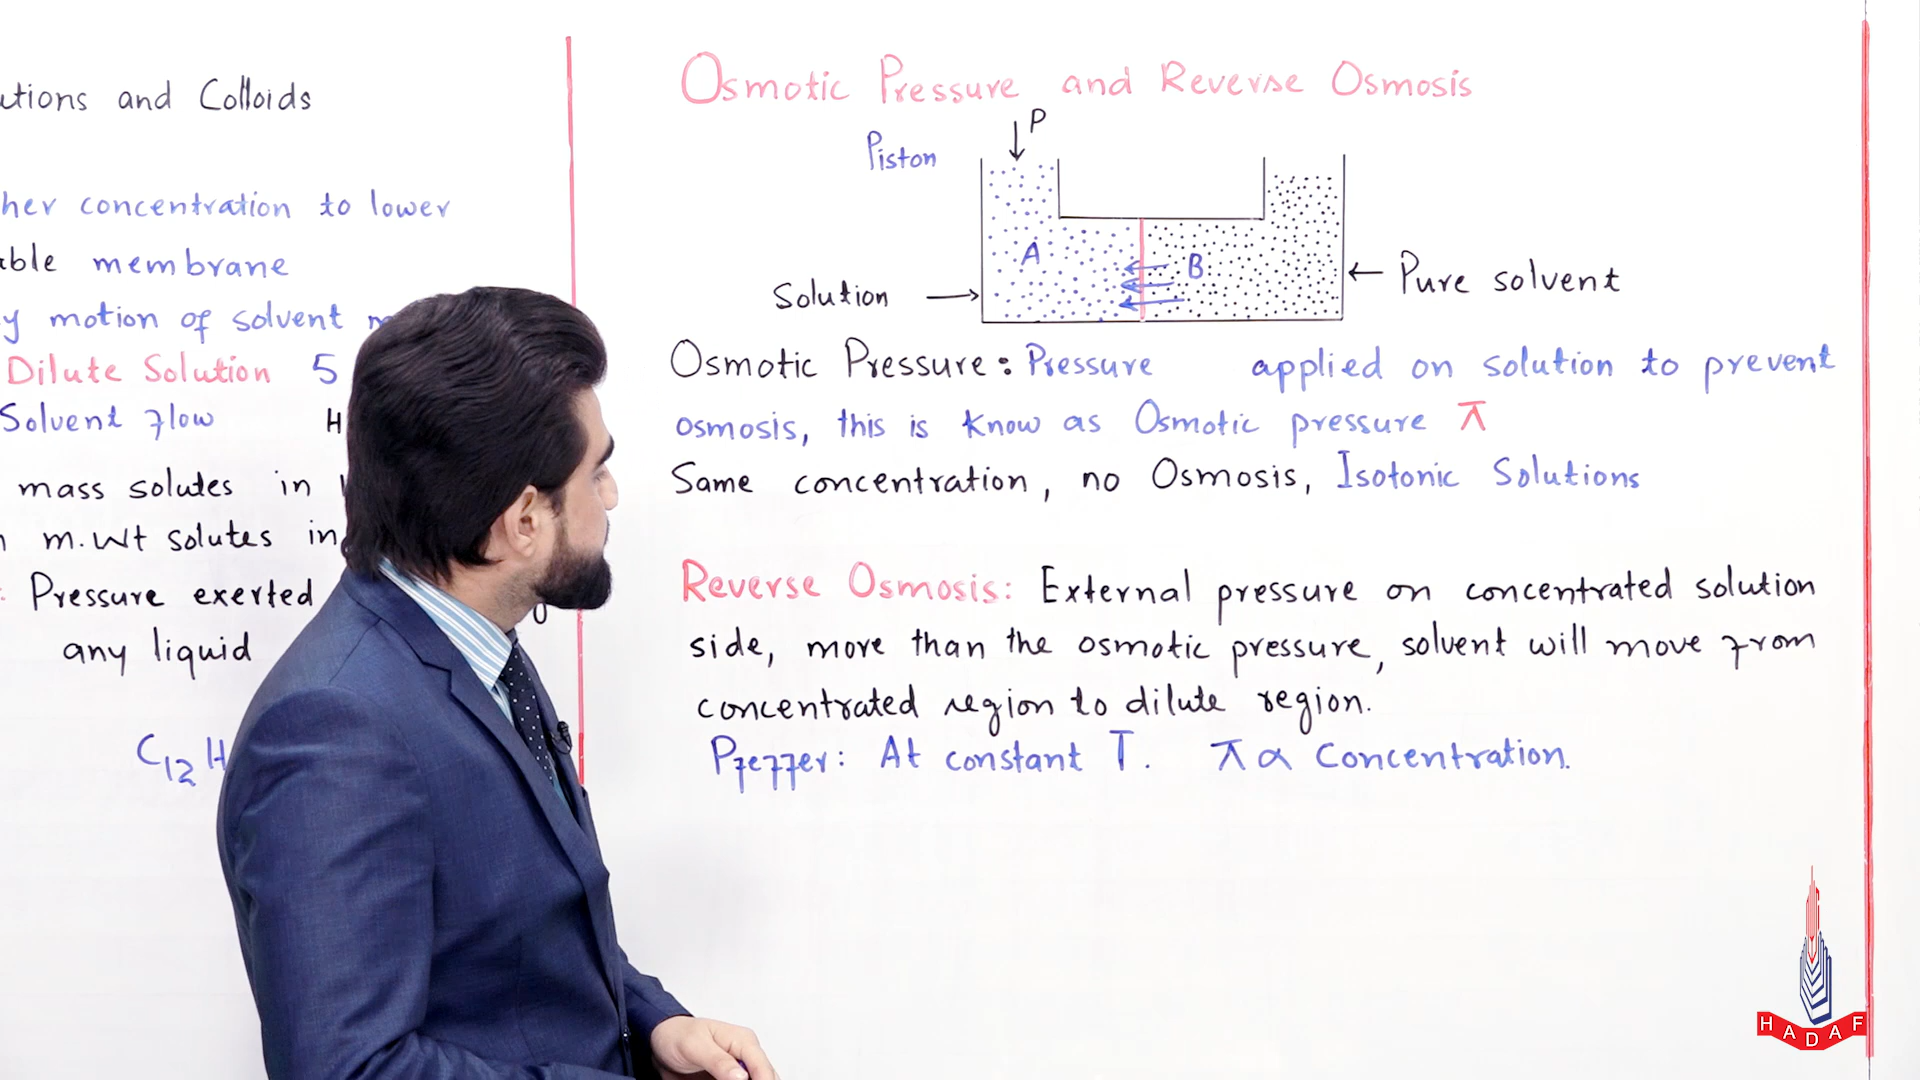 utions and Colloids
her concentration to lower
able membrane
y motion of solvent
Dilute Solution 5
Solvent flow H
mass solutes in
m.wt solutes in
Pressure exerted
any liquid
C12 H
Osmotic Pressure and Reverse Osmosis
P
Piston
A
B
Solution
Pure solvent
Osmotic Pressure: Pressure applied on solution to prevent
osmosis, this is know as Osmotic pressure π
Same concentration, no Osmosis, Isotonic Solutions
Reverse Osmosis: External pressure on concentrated solution
side, more than the osmotic pressure, solvent will move from
concentrated region to dilute region.
Pfeffer: At constant T. π α Concentration.
HADAF